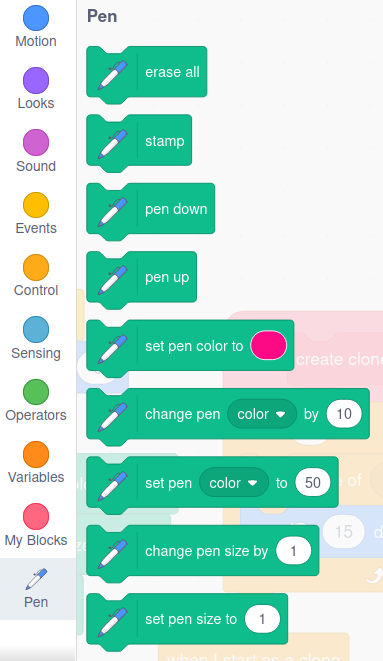 Motion
Looks
Sound
Events
Control
Sensing
Operators
Variables
My Blocks
Pen
Pen
erase all
stamp
pen down
pen up
set pen color to
change pen color by 10
set pen color to 50
change pen size by 1
set pen size to 1
create clone
of
15
when I start as a clone